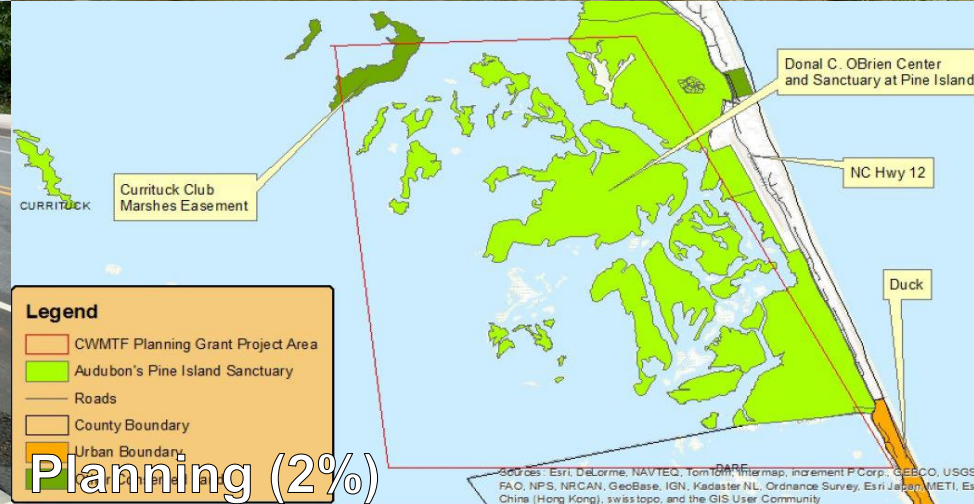 Donal C. OBrien Center
and Sanctuary at Pine Island
NC Hwy 12
Currituck Club
Marshes Easement
CURRITUCK
Duck
Legend
CWMTF Planning Grant Project Area
Audubon's Pine Island Sanctuary
Roads
County Boundary
Urban Boundary
Planning (2%)
DARE
Sources: Esri, DeLorme, NAVTEQ, TomTom, Intermap, increment P Corp., GEBCO, USGS
FAO, NPS, NRCAN, GeoBase, IGN, Kadaster NL, Ordnance Survey, Esri Japan, METI, Es
China (Hong Kong), swisstopo, and the GIS User Community